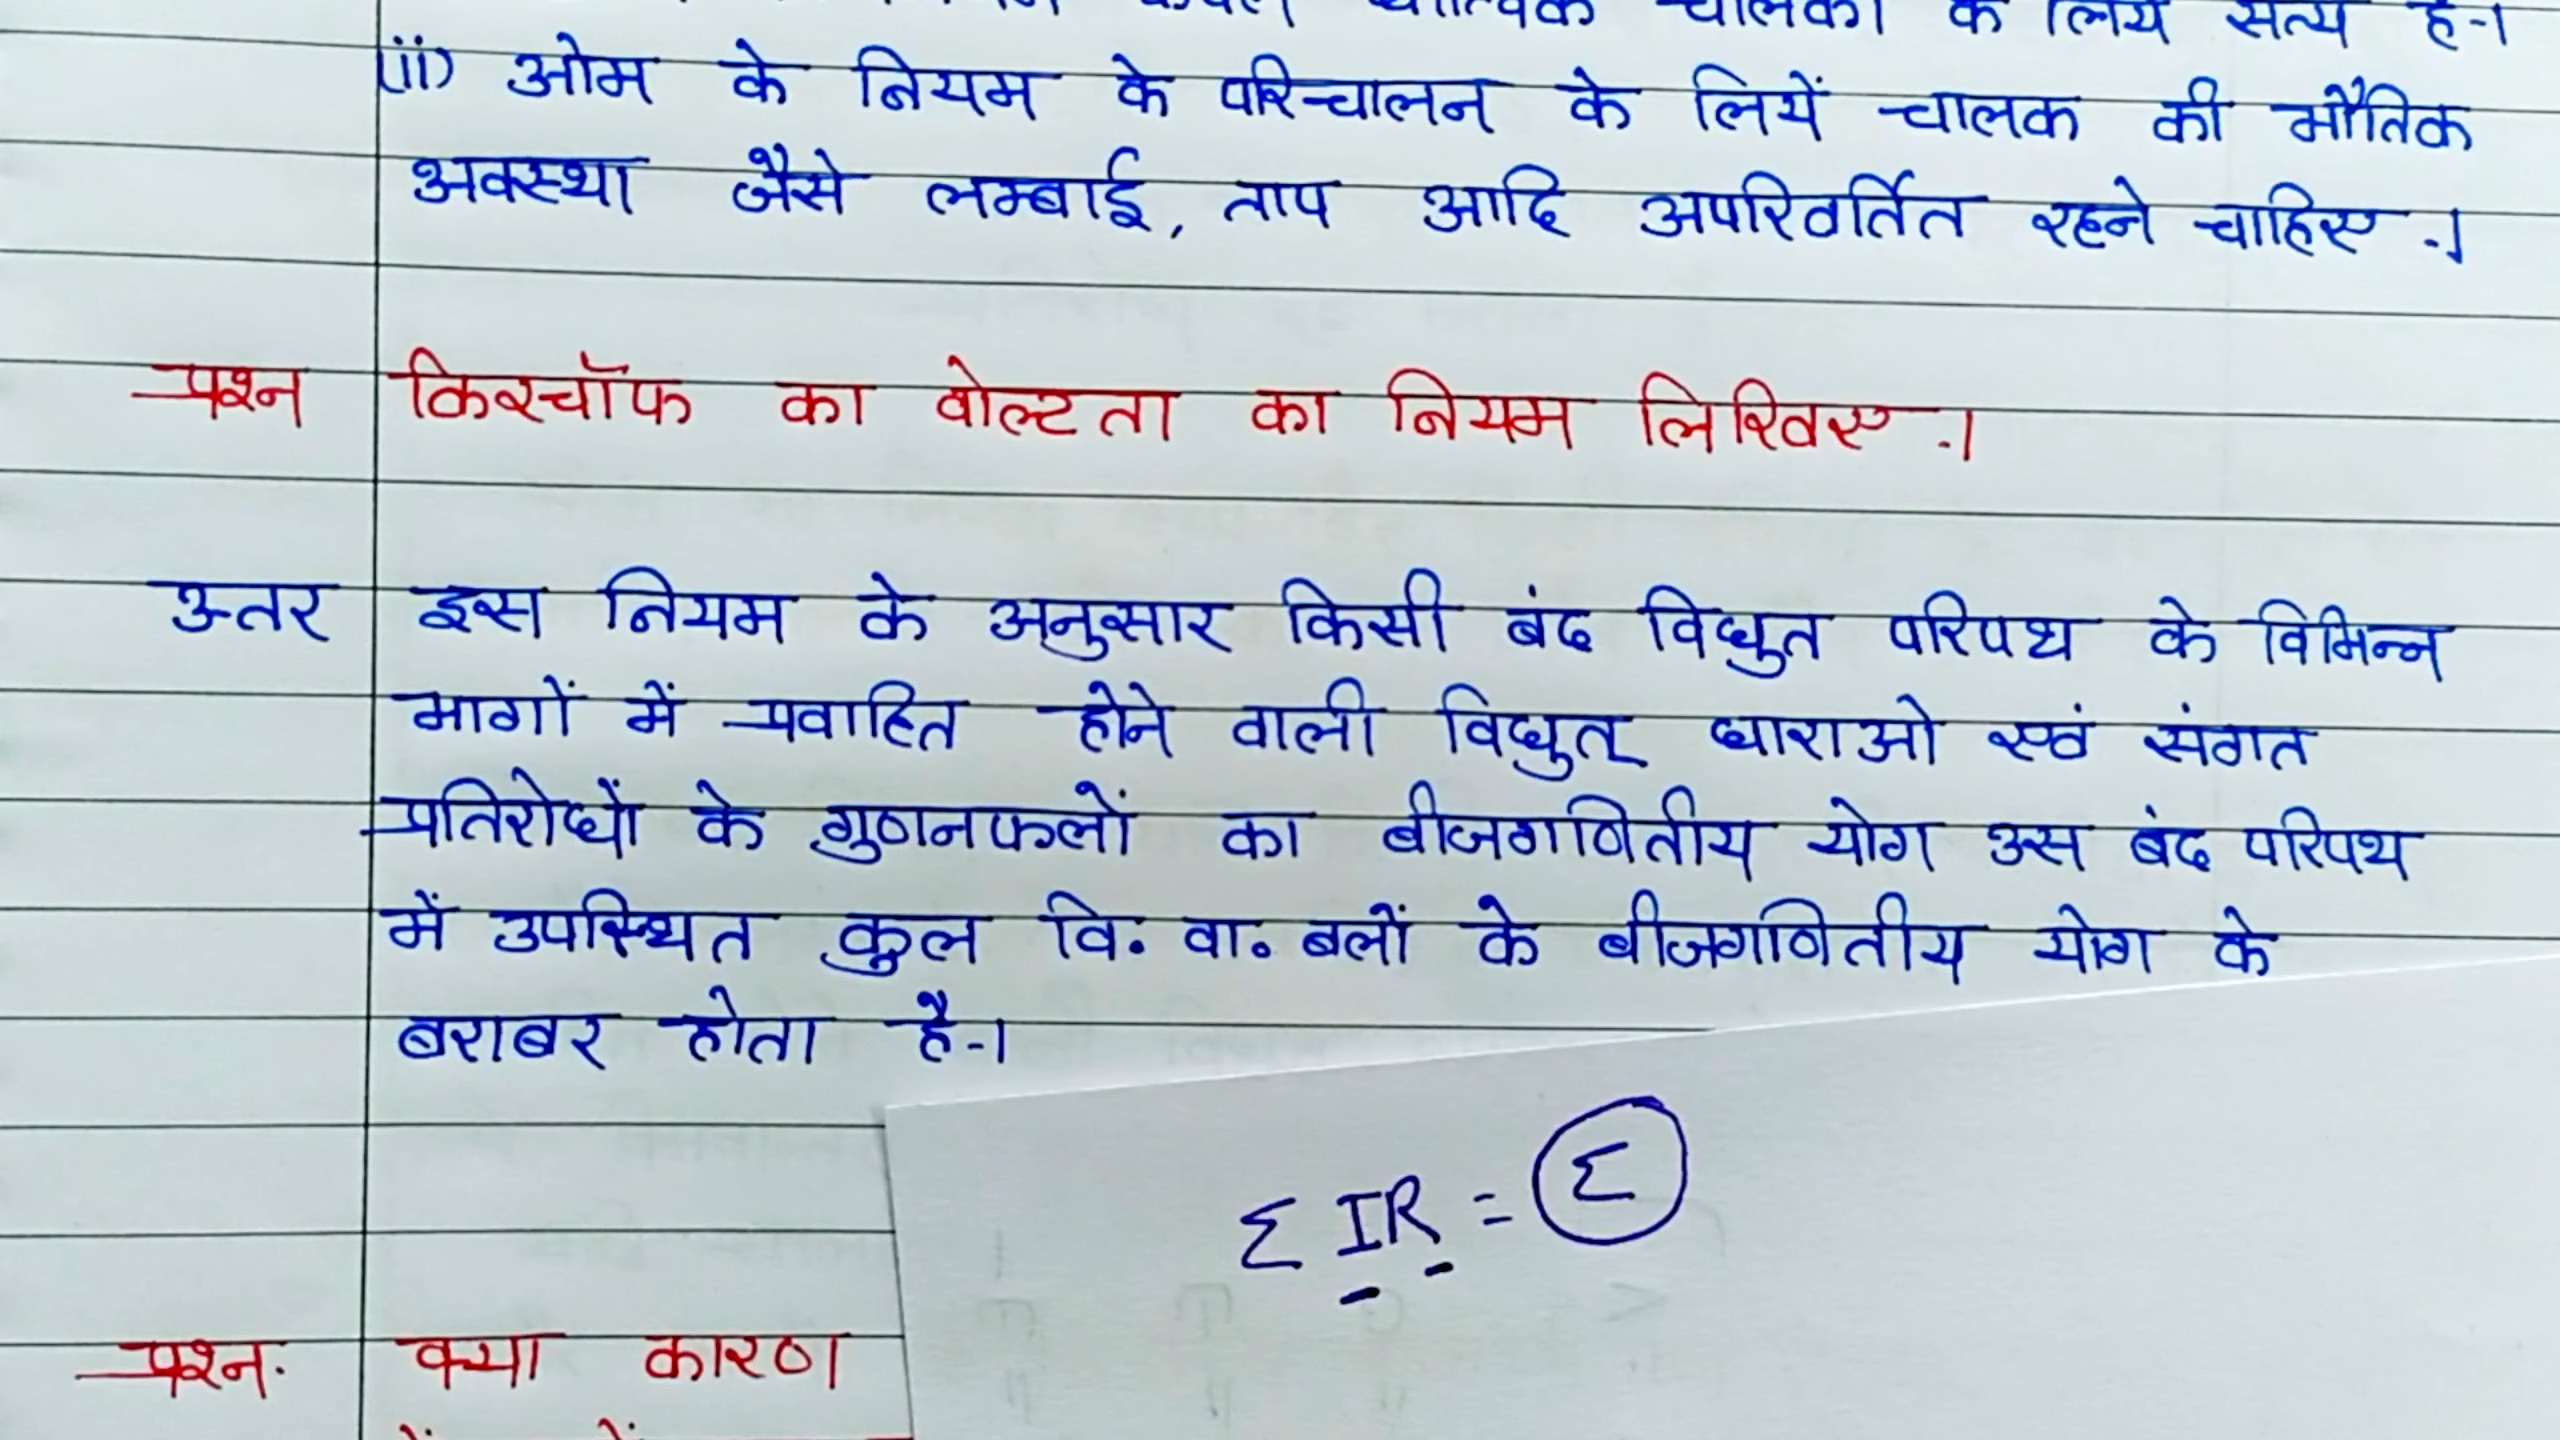 के लिये सत्य है।
(ii) ओम के नियम के परिचालन के लियें चालक की भौतिक
अवस्था जैसे लम्बाई, ताप आदि अपरिवर्तित रहने चाहिए।
प्रश्न किरचॉफ का वोल्टता का नियम लिखिए।
उत्तर इस नियम के अनुसार किसी बंद विधुत परिपथ के विभिन्न
भागों में प्रवाहित होने वाली विधुत् धाराओ एवं संगत
प्रतिरोधों के गुणनफलों का बीजगणितीय योग उस बंद परिपथ
में उपस्थित कुल वि. वा. बलों के बीजगणितीय योग के
बराबर होता है।
Σ IR = Σ
प्रश्न. क्या कारण